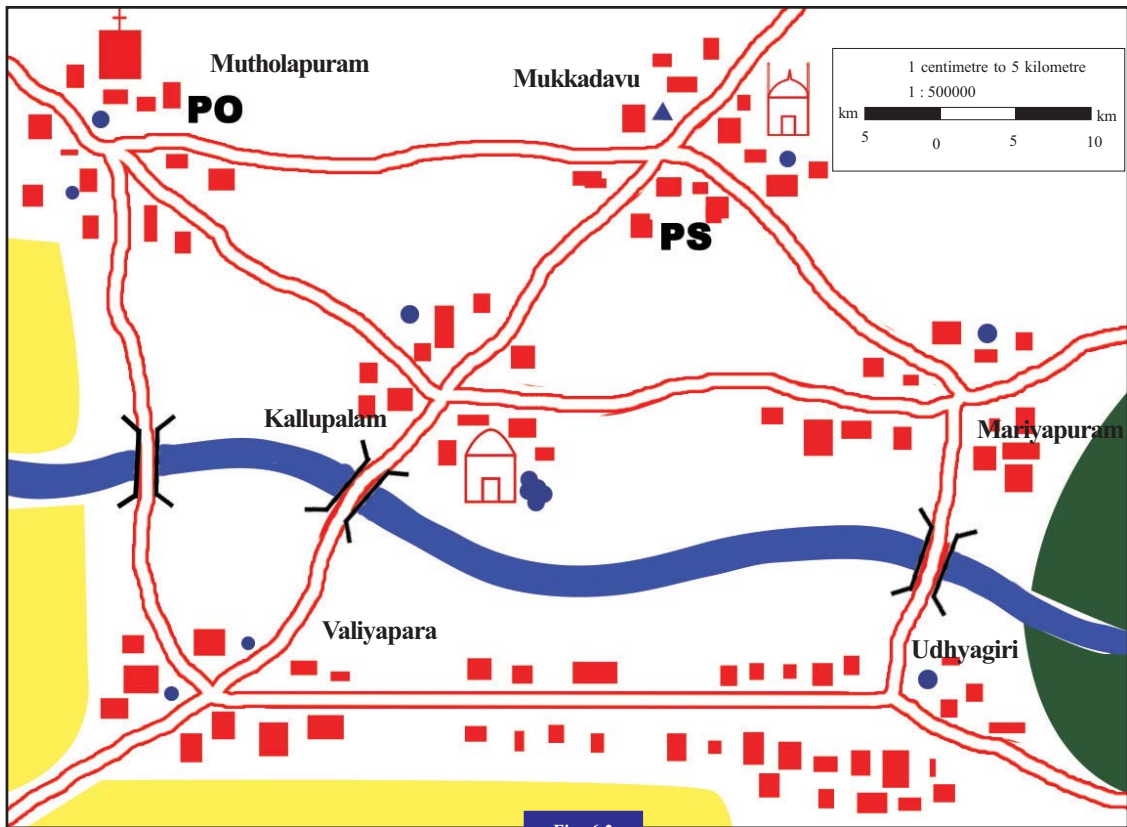 Mutholapuram
Mukkadavu
1 centimetre to 5 kilometre
1 : 500000
km
km
5
0
5
10
PO
PS
Kallupalam
Mariyapuram
Valiyapara
Udhyagiri